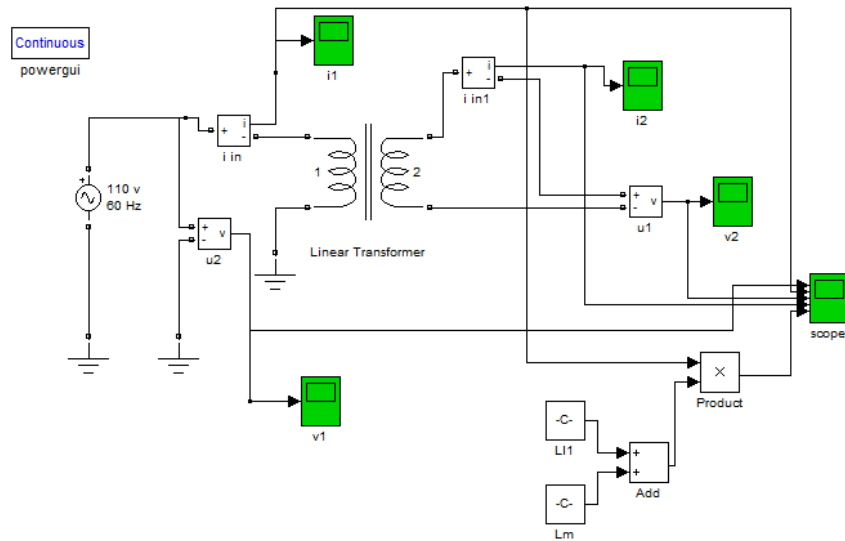 Continuous
powergui
i1
+
i
-
i in
+
i
-
i in1
i2
1
2
+
110 v
60 Hz
+
-
v
u2
Linear Transformer
+
-
v
u1
v2
scope
×
Product
v1
-C-
Ll1
+
+
Add
-C-
Lm